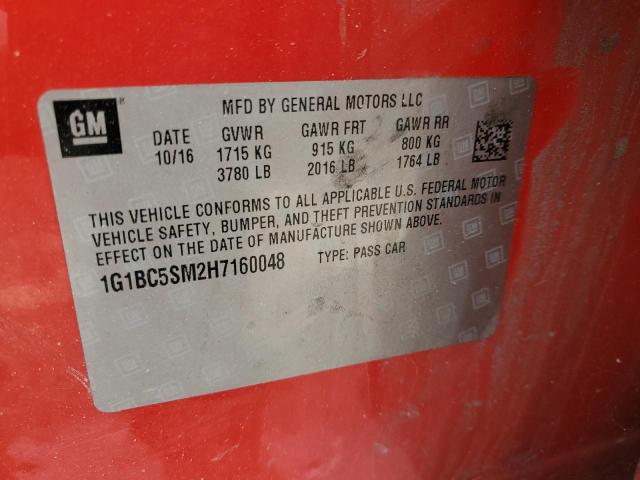 GM
MFD BY GENERAL MOTORS LLC
DATE GVWR GAWR FRT GAWR RR
10/16 1715 KG 915 KG 800 KG
3780 LB 2016 LB 1764 LB
THIS VEHICLE CONFORMS TO ALL APPLICABLE U.S. FEDERAL MOTOR
VEHICLE SAFETY, BUMPER, AND THEFT PREVENTION STANDARDS IN
EFFECT ON THE DATE OF MANUFACTURE SHOWN ABOVE.
1G1BC5SM2H7160048 TYPE: PASS CAR